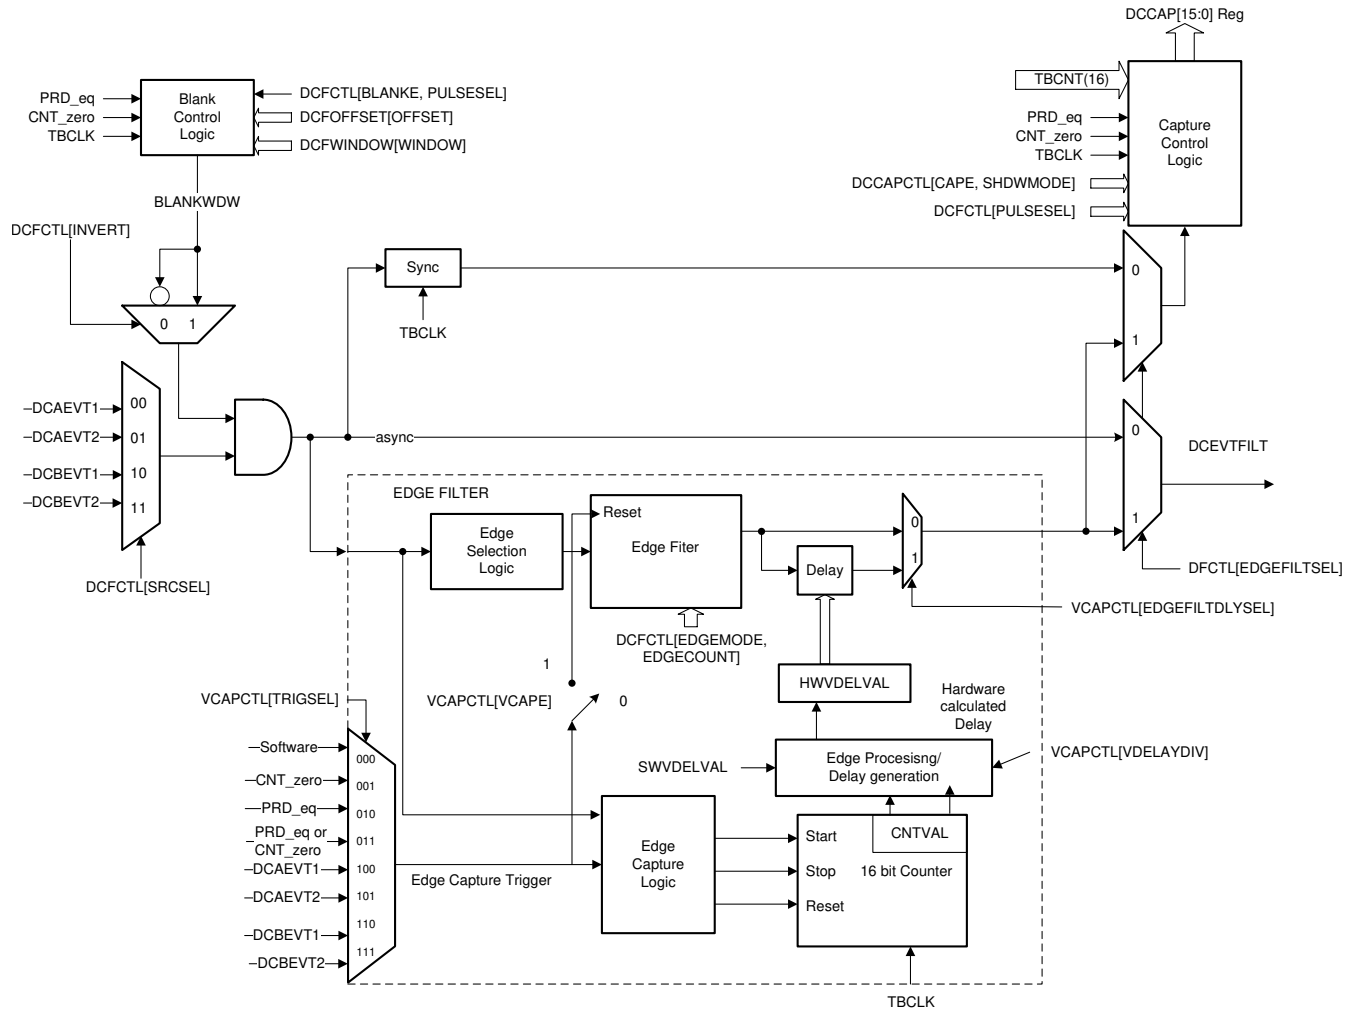 DCCAP[15:0] Reg
TBCNT(16)
PRD_eq
CNT_zero
TBCLK
Blank
Control
Logic
DCFCTL[BLANKE, PULSESEL]
DCFOFFSET[OFFSET]
DCFWINDOW[WINDOW]
PRD_eq
CNT_zero
TBCLK
DCCAPCTL[CAPE, SHDWMODE]
DCFCTL[PULSESEL]
Capture
Control
Logic
BLANKWDW
DCFCTL[INVERT]
0 1
Sync
TBCLK
0
1
DCAEVT1
DCAEVT2
DCBEVT1
DCBEVT2
00
01
10
11
DCFCTL[SRCSEL]
async
0
1
DCEVTFILT
DFCTL[EDGEFILTSEL]
EDGE FILTER
Edge
Selection
Logic
Reset
Edge Fiter
DCFCTL[EDGEMODE,
EDGECOUNT]
Delay
0
1
VCAPCTL[EDGEFILTDLYSEL]
HWVDELVAL
Hardware
calculated
Delay
1
VCAPCTL[VCAPE]
0
VCAPCTL[TRIGSEL]
SWVDELVAL
Edge Procesisng/
Delay generation
VCAPCTL[VDELAYDIV]
Software
CNT_zero
PRD_eq
PRD_eq or
CNT_zero
DCAEVT1
DCAEVT2
DCBEVT1
DCBEVT2
000
001
010
011
100
101
110
111
Edge Capture Trigger
Edge
Capture
Logic
Start
Stop
Reset
CNTVAL
16 bit Counter
TBCLK